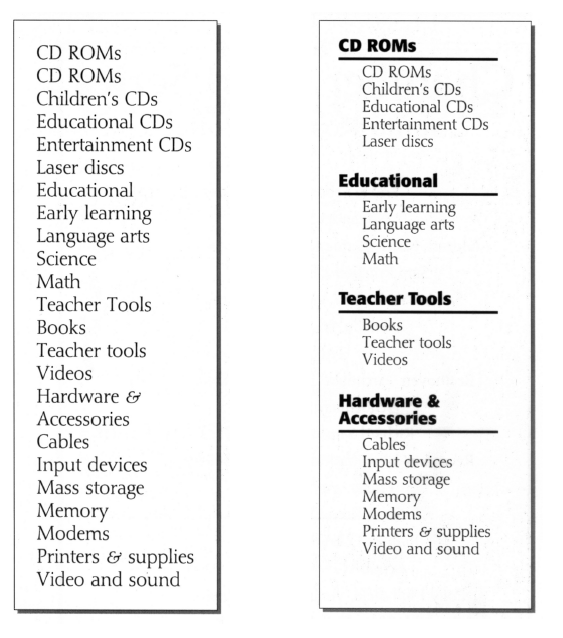 CD ROMs
CD ROMs
Children's CDs
Educational CDs
Entertainment CDs
Laser discs
Educational
Early learning
Language arts
Science
Math
Teacher Tools
Books
Teacher tools
Videos
Hardware &
Accessories
Cables
Input devices
Mass storage
Memory
Modems
Printers & supplies
Video and sound
CD ROMs
CD ROMs
Children's CDs
Educational CDs
Entertainment CDs
Laser discs
Educational
Early learning
Language arts
Science
Math
Teacher Tools
Books
Teacher tools
Videos
Hardware &
Accessories
Cables
Input devices
Mass storage
Memory
Modems
Printers & supplies
Video and sound